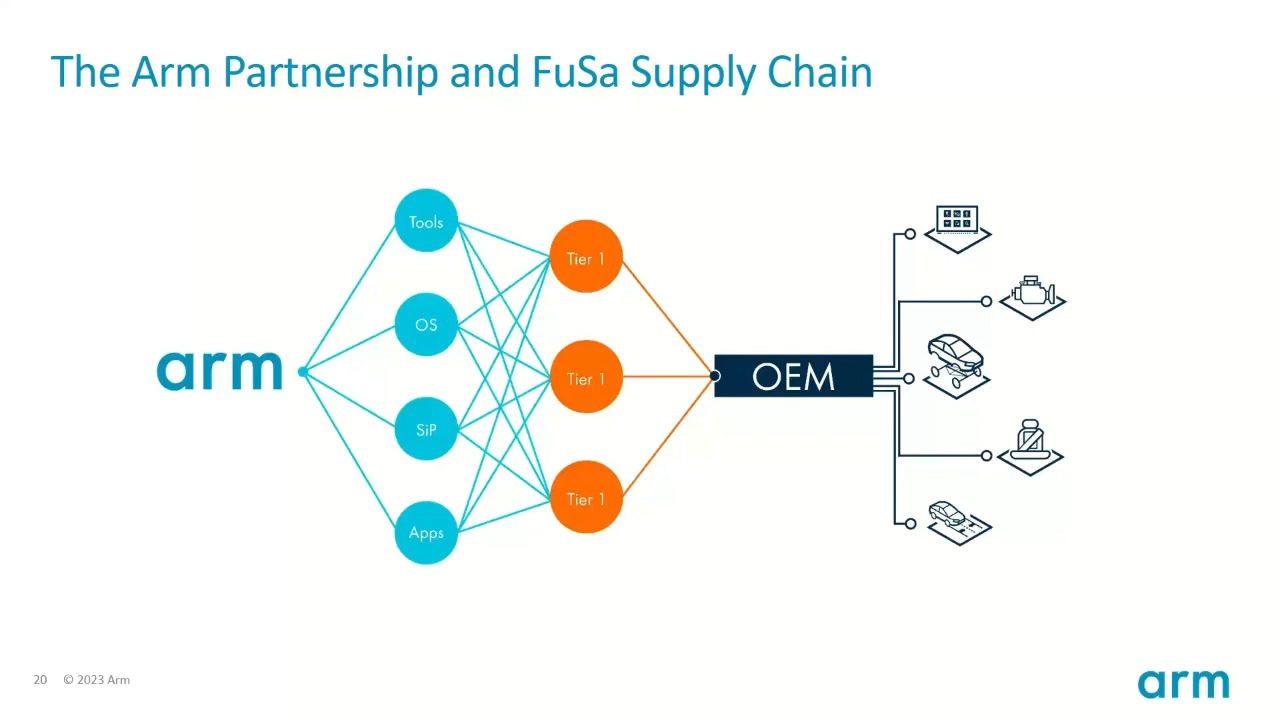 The Arm Partnership and FuSa Supply Chain
arm
Tools
OS
SiP
Apps
Tier 1
Tier 1
Tier 1
OEM
20 © 2023 Arm
arm